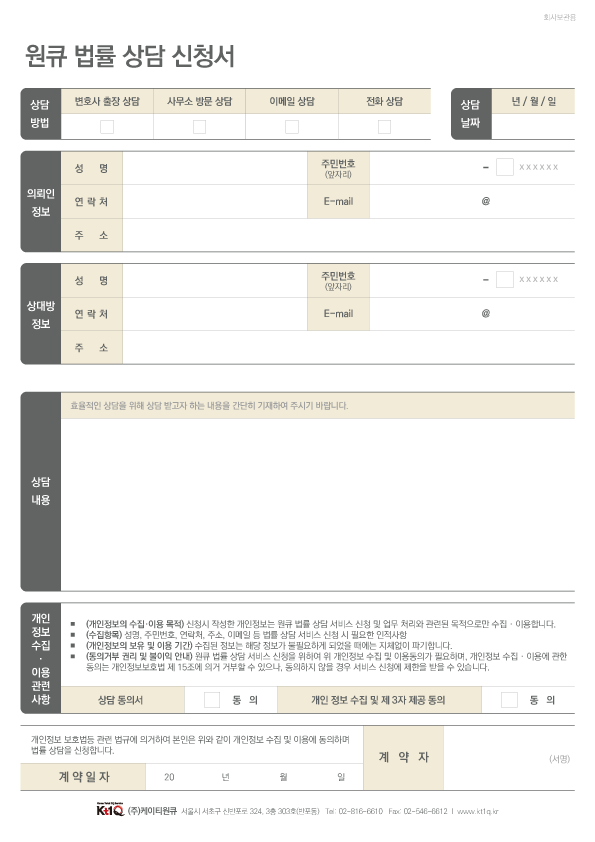 회사보관용
원큐 법률 상담 신청서
상담
방법
변호사 출장 상담
사무소 방문 상담
이메일 상담
전화 상담
상담
날짜
년 / 월 / 일
의뢰인
정보
성 명
주민번호
(앞자리)
– xxxxxx
연 락 처
E-mail
@
주 소
상대방
정보
성 명
주민번호
(앞자리)
– xxxxxx
연 락 처
E-mail
@
주 소
상담
내용
효율적인 상담을 위해 상담 받고자 하는 내용을 간단히 기재하여 주시기 바랍니다.
개인
정보
수집
·
이용
관련
사항
■ (개인정보의 수집·이용 목적) 신청시 작성한 개인정보는 원큐 법률 상담 서비스 신청 및 업무 처리와 관련된 목적으로만 수집 · 이용합니다.
■ (수집항목) 성명, 주민번호, 연락처, 주소, 이메일 등 법률 상담 서비스 신청 시 필요한 인적사항
■ (개인정보의 보유 및 이용 기간) 수집된 정보는 해당 정보가 불필요하게 되었을 때에는 지체없이 파기합니다.
■ (동의거부 권리 및 불이익 안내) 원큐 법률 상담 서비스 신청을 위하여 위 개인정보 수집 및 이용동의가 필요하며, 개인정보 수집 · 이용에 관한
동의는 개인정보보호법 제 15조에 의거 거부할 수 있으나, 동의하지 않을 경우 서비스 신청에 제한을 받을 수 있습니다.
상담 동의서
동 의
개인 정보 수집 및 제 3자 제공 동의
동 의
개인정보 보호법등 관련 법규에 의거하여 본인은 위와 같이 개인정보 수집 및 이용에 동의하며
법률 상담을 신청합니다.
계 약 자
(서명)
계 약 일 자
20 년 월 일
Kt1Q (주)케이티원큐 서울시 서초구 신반포로 324, 3층 303호(반포동) Tel: 02-816-6610 Fax: 02-546-6612 | www.kt1q.kr